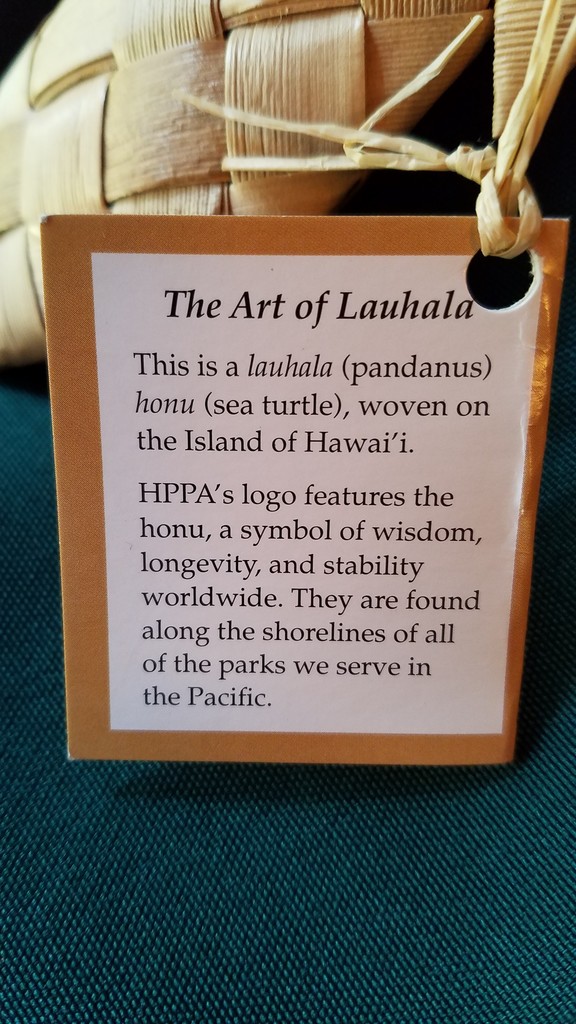 The Art of Lauhala
This is a lauhala (pandanus)
honu (sea turtle), woven on
the Island of Hawai'i.
HPPA's logo features the
honu, a symbol of wisdom,
longevity, and stability
worldwide. They are found
along the shorelines of all
of the parks we serve in
the Pacific.